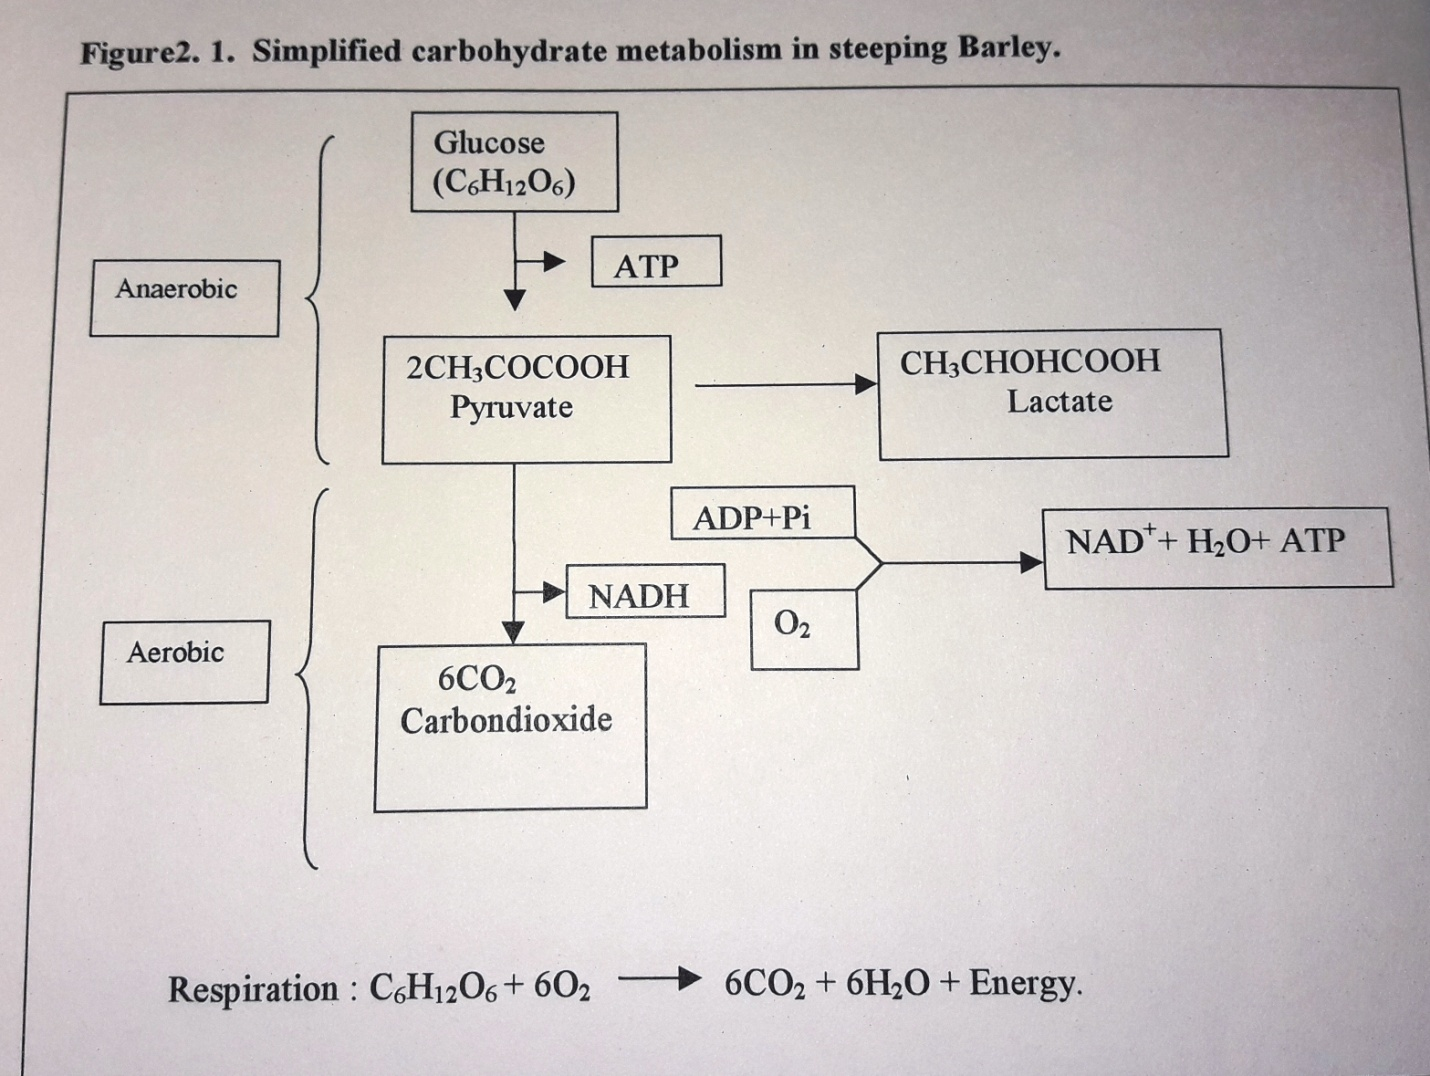 Figure2. 1. Simplified carbohydrate metabolism in steeping Barley.
Glucose
(C₆H₁₂O₆)
ATP
Anaerobic
2CH₃COCOOH
Pyruvate
CH₃CHOHCOOH
Lactate
ADP+Pi
NAD⁺+ H₂O+ ATP
NADH
O₂
Aerobic
6CO₂
Carbondioxide
Respiration : C₆H₁₂O₆ + 6O₂ → 6CO₂ + 6H₂O + Energy.